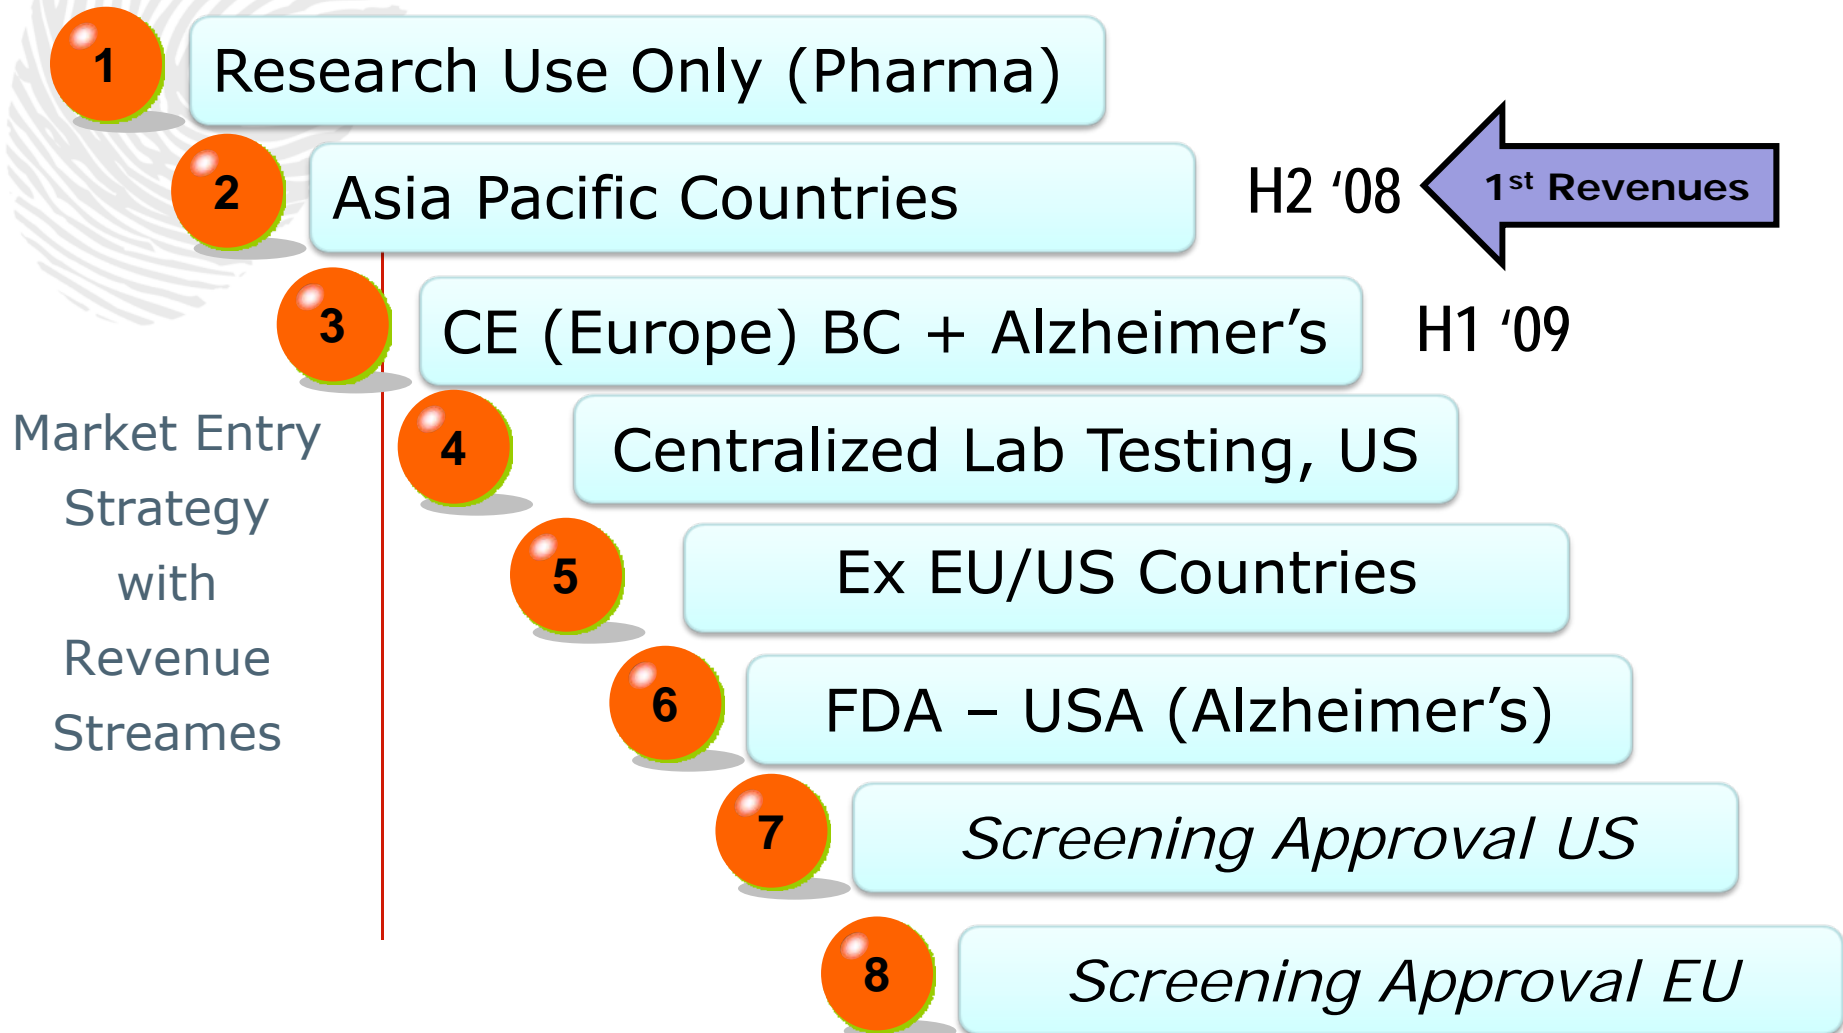 1 Research Use Only (Pharma)
2 Asia Pacific Countries H2 ‘08 1st Revenues
3 CE (Europe) BC + Alzheimer’s H1 ‘09
4 Centralized Lab Testing, US
5 Ex EU/US Countries
6 FDA – USA (Alzheimer’s)
7 Screening Approval US
8 Screening Approval EU
Market Entry
Strategy
with
Revenue
Streames